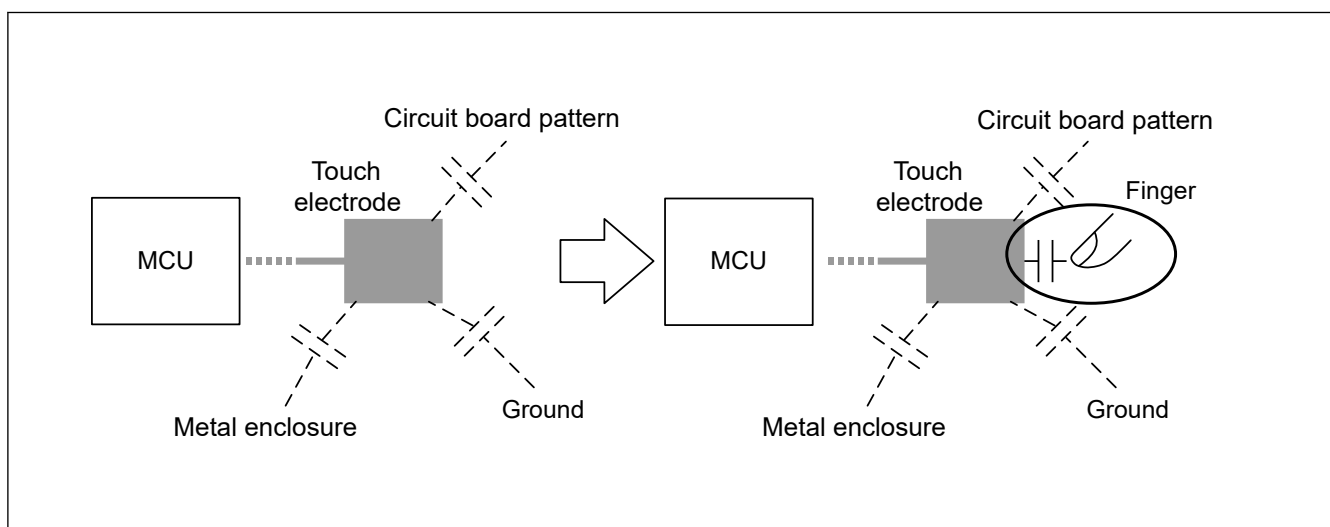 Circuit board pattern
Touch
electrode
MCU
Ground
Metal enclosure
Circuit board pattern
Touch
electrode
Finger
MCU
Ground
Metal enclosure